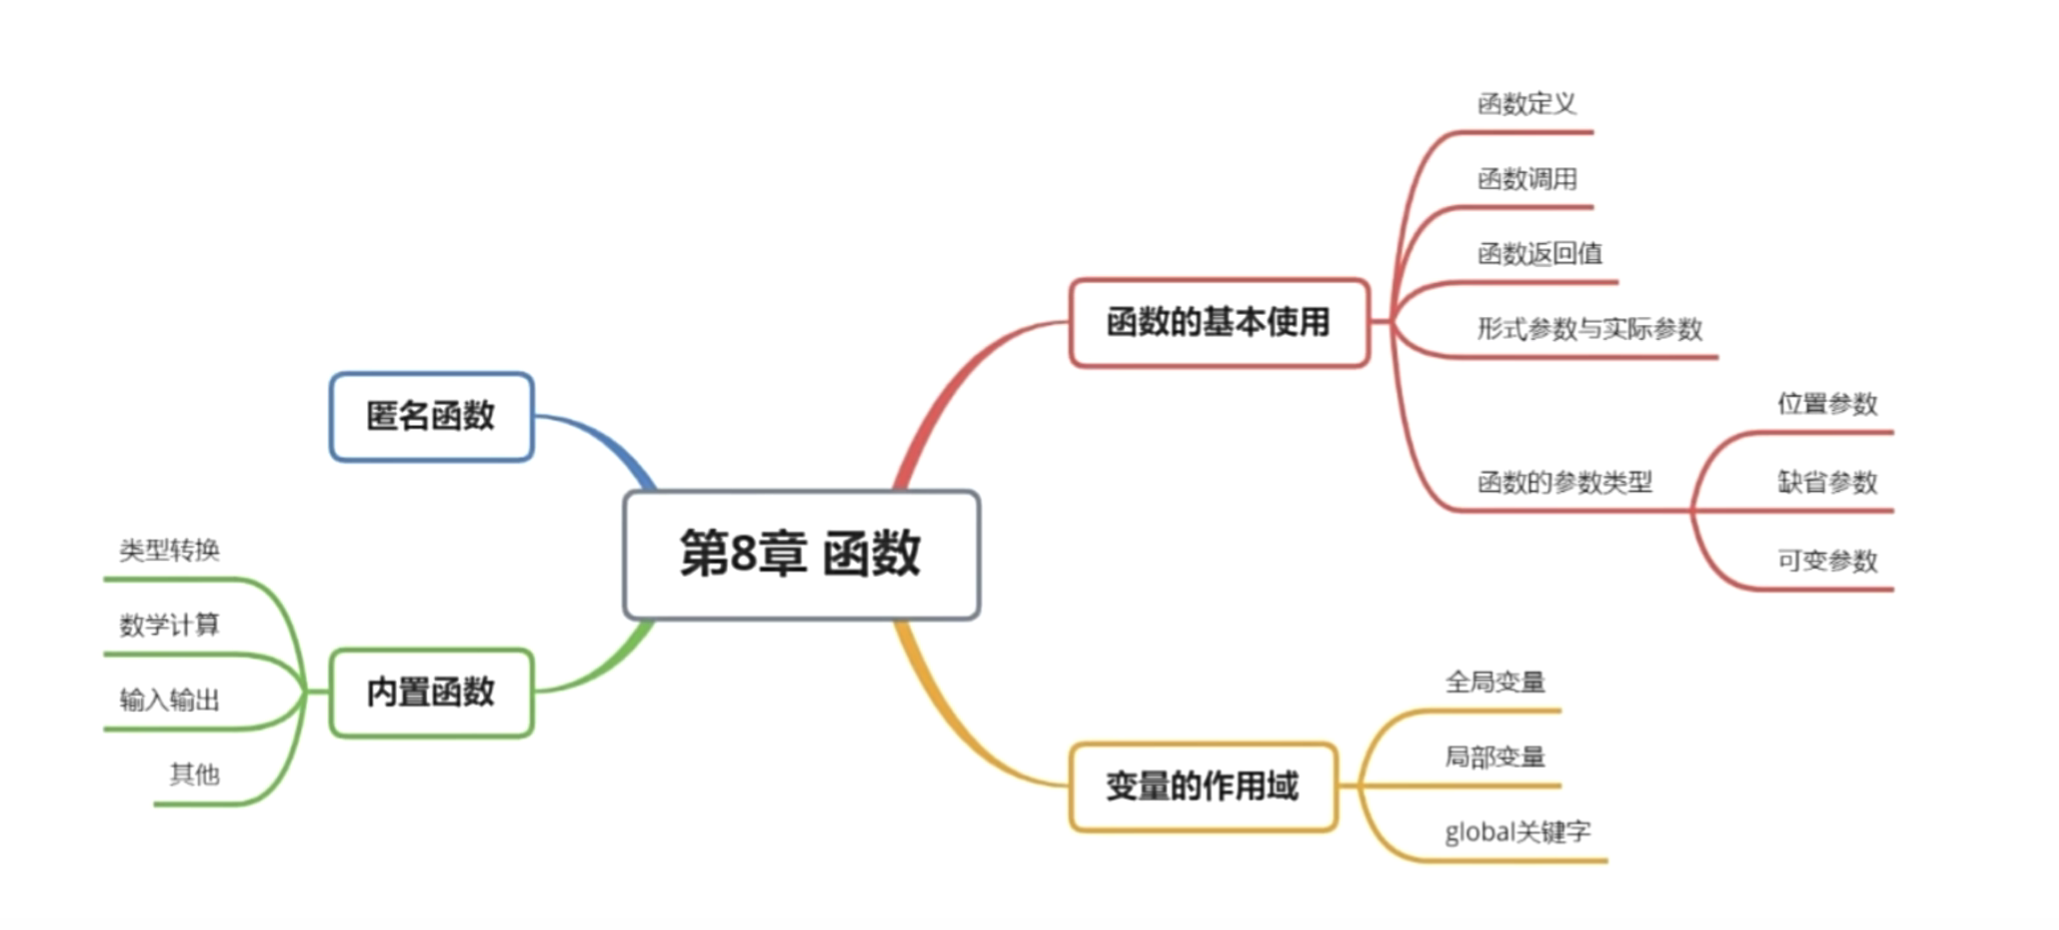 第8章 函数
函数的基本使用
函数定义
函数调用
函数返回值
形式参数与实际参数
函数的参数类型
位置参数
缺省参数
可变参数
变量的作用域
全局变量
局部变量
global关键字
匿名函数
内置函数
类型转换
数学计算
输入输出
其他